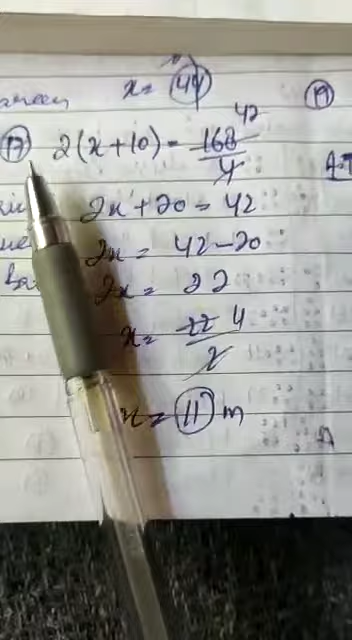 x = 44
17 2(x+10) = 168/4 42
19
2x + 20 = 42
2x = 42 - 20
2x = 22
x = 22/2
x = 11 m